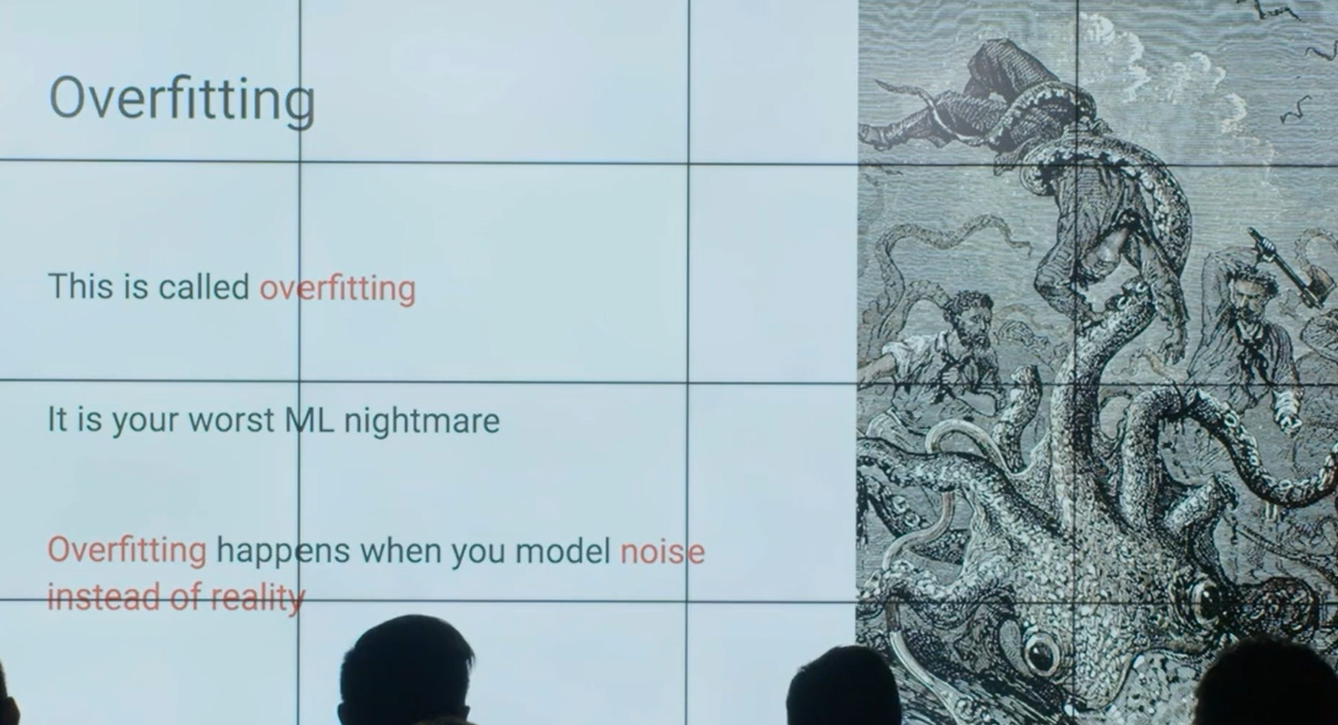 Overfitting
This is called overfitting
It is your worst ML nightmare
Overfitting happens when you model noise
instead of reality